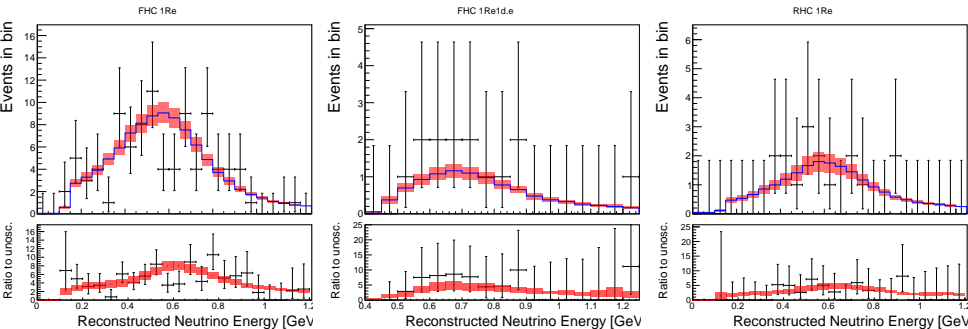 FHC 1Re
Events in bin
16
14
12
10
8
6
4
2
0
Ratio to unosc.
16
14
12
10
8
6
4
2
0
0 0.2 0.4 0.6 0.8 1 1.2
Reconstructed Neutrino Energy [GeV
FHC 1Re1d.e
Events in bin
5
4
3
2
1
0
Ratio to unosc.
25
20
15
10
5
0
0.4 0.5 0.6 0.7 0.8 0.9 1 1.1 1.2
Reconstructed Neutrino Energy [GeV
RHC 1Re
Events in bin
6
5
4
3
2
1
0
Ratio to unosc.
25
20
15
10
5
0
0 0.2 0.4 0.6 0.8 1 1.2
Reconstructed Neutrino Energy [GeV